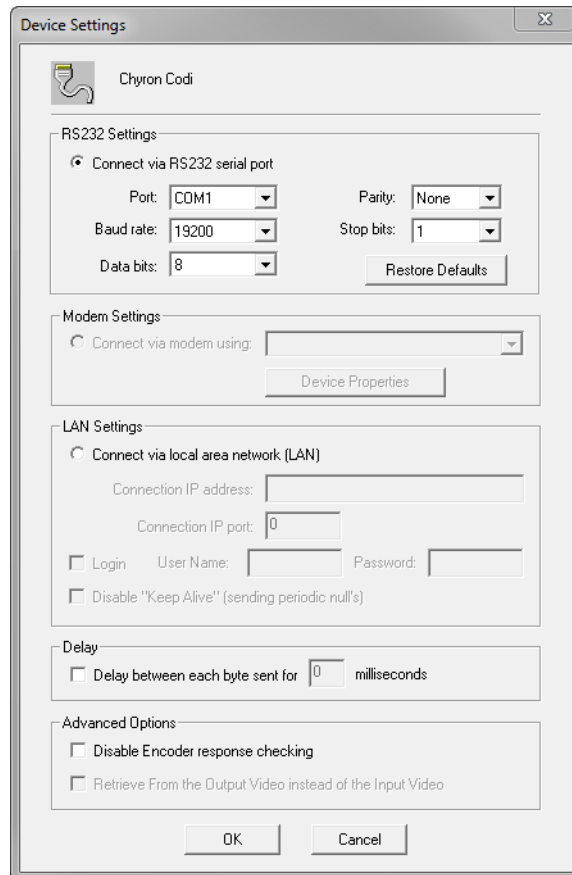 Device Settings
Chyron Codi
RS232 Settings
Connect via RS232 serial port
Port: COM1 Parity: None
Baud rate: 19200 Stop bits: 1
Data bits: 8 Restore Defaults
Modem Settings
Connect via modem using:
Device Properties
LAN Settings
Connect via local area network (LAN)
Connection IP address:
Connection IP port: 0
Login User Name: Password:
Disable "Keep Alive" (sending periodic null's)
Delay
Delay between each byte sent for 0 milliseconds
Advanced Options
Disable Encoder response checking
Retrieve From the Output Video instead of the Input Video
OK Cancel